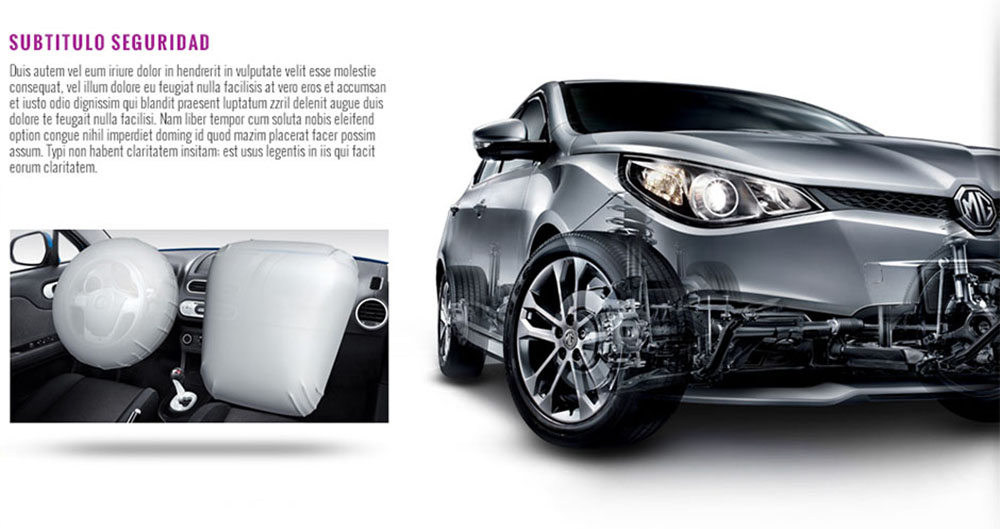 SUBTITULO SEGURIDAD
Duis autem vel eum iriure dolor in hendrerit in vulputate velit esse molestie
consequat, vel illum dolore eu feugiat nulla facilisis at vero eros et accumsan
et iusto odio dignissim qui blandit praesent luptatum zzril delenit augue duis
dolore te feugait nulla facilisi. Nam liber tempor cum soluta nobis eleifend
option congue nihil imperdiet doming id quod mazim placerat facer possim
assum. Typi non habent claritatem insitam; est usus legentis in iis qui facit
eorum claritatem.
MG
MG